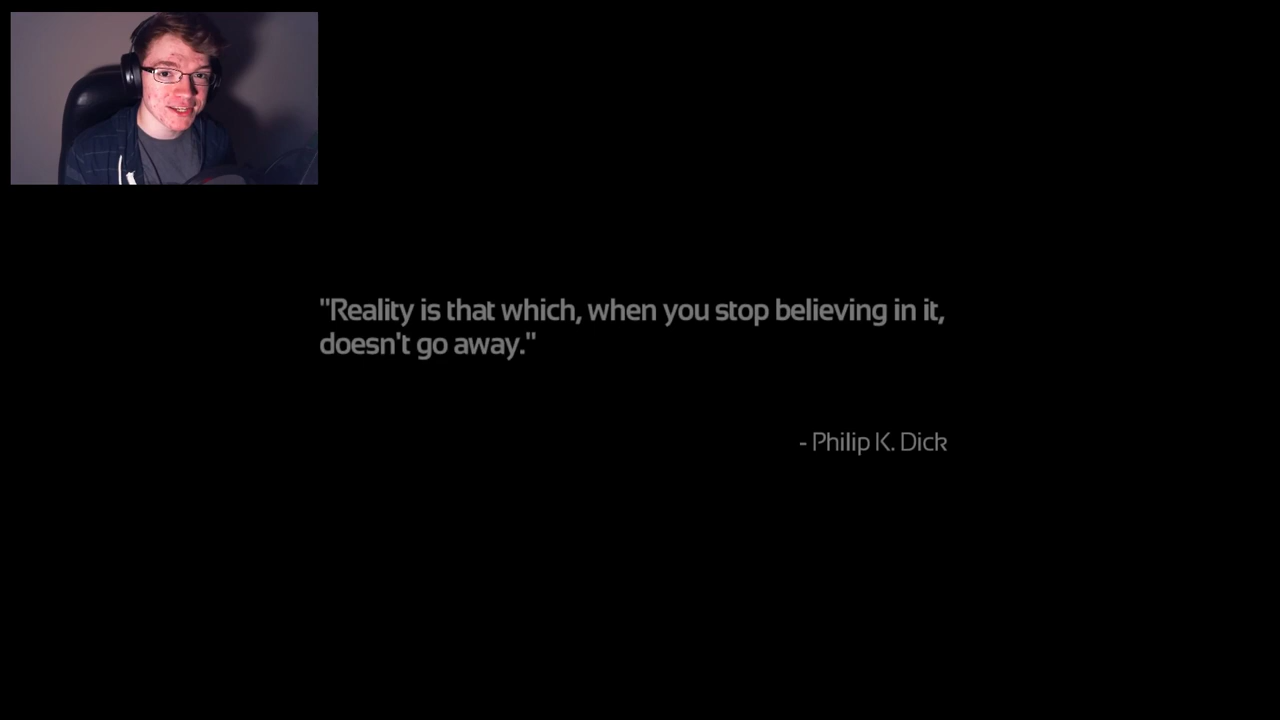 "Reality is that which, when you stop believing in it,
doesn't go away."
- Philip K. Dick